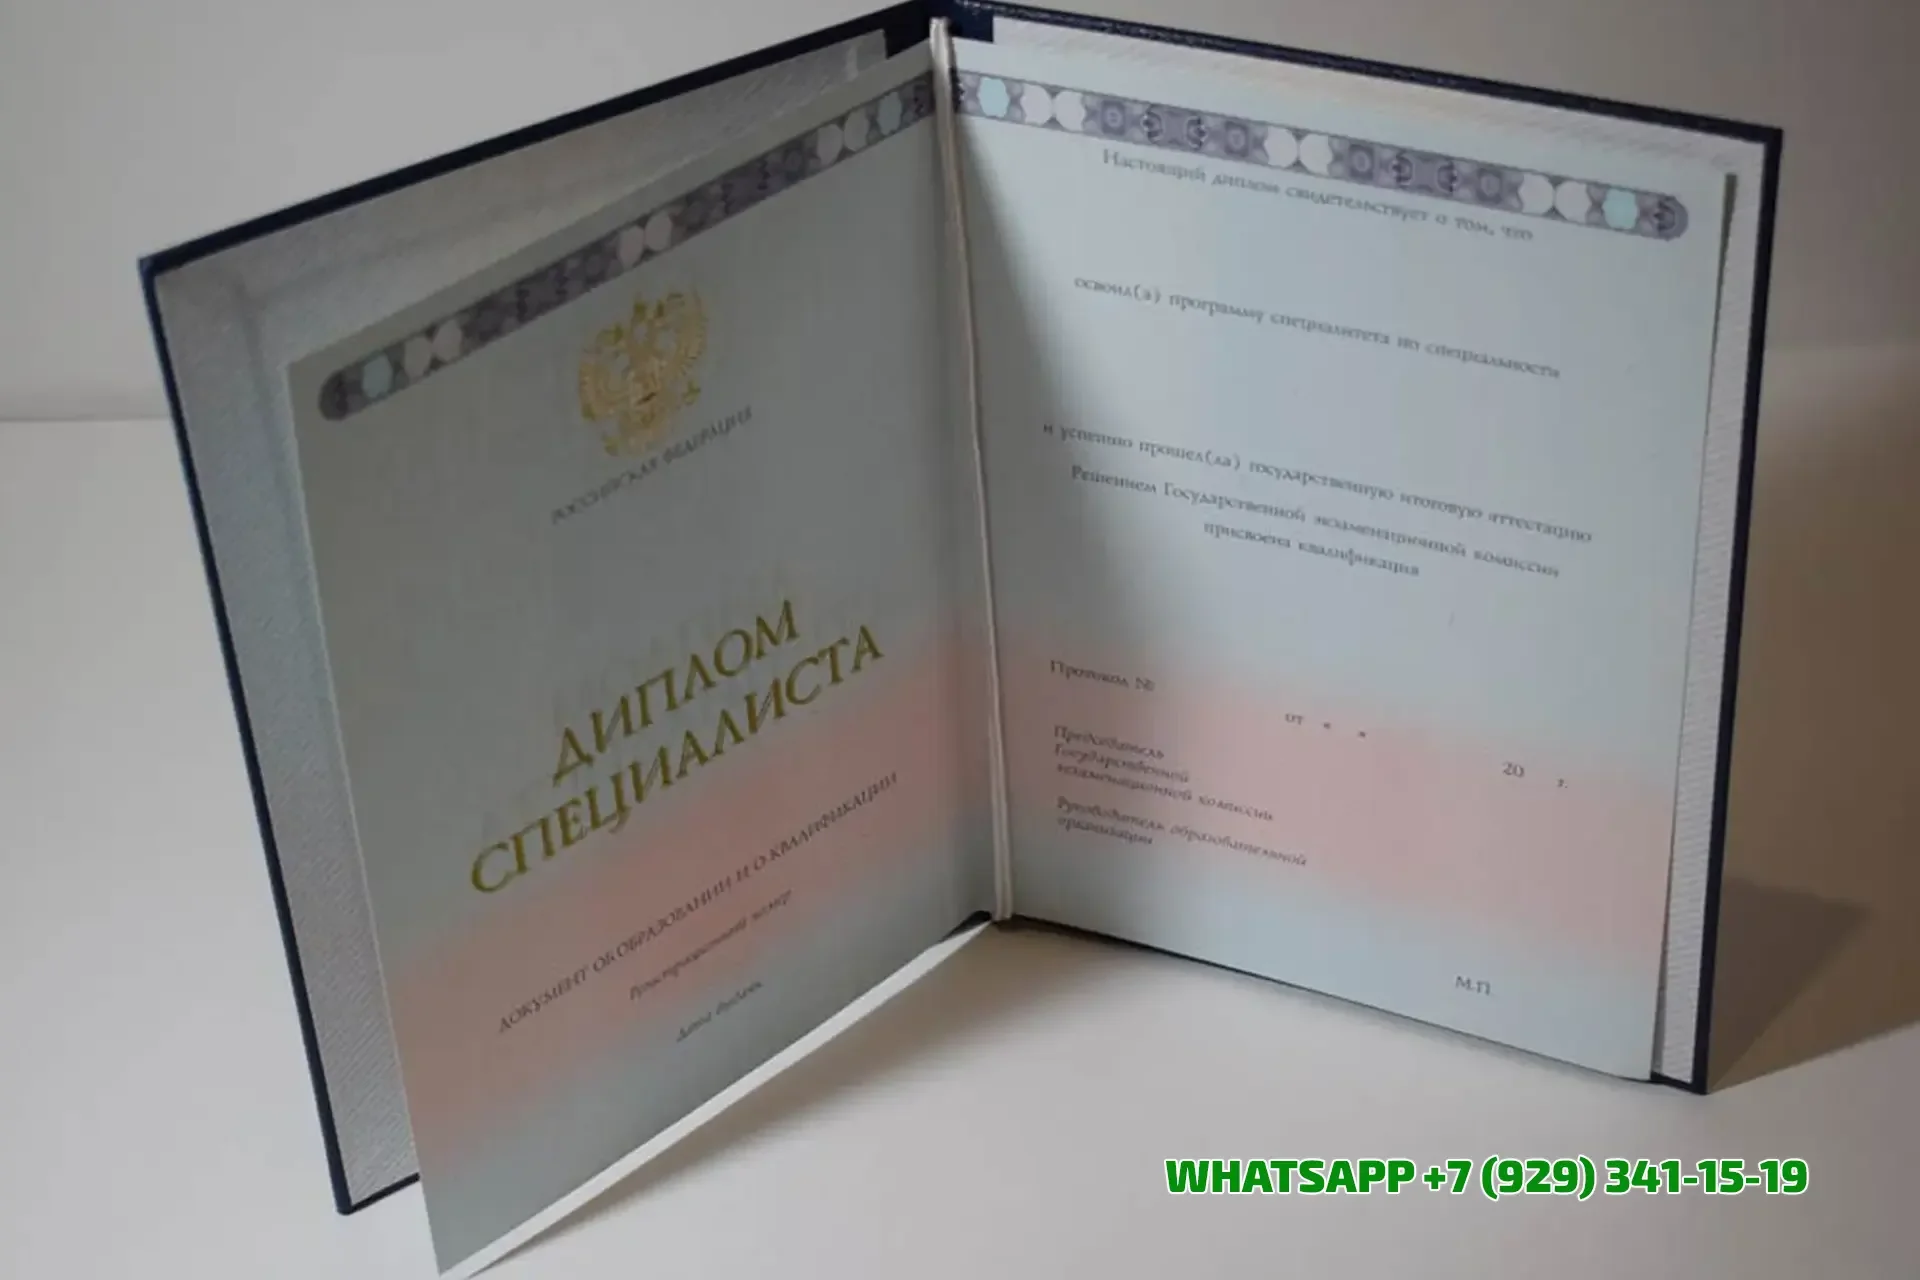 РОССИЙСКАЯ ФЕДЕРАЦИЯ
ДИПЛОМ
СПЕЦИАЛИСТА
ДОКУМЕНТ ОБ ОБРАЗОВАНИИ И О КВАЛИФИКАЦИИ
Регистрационный номер
Дата выдачи
Настоящий диплом свидетельствует о том, что
освоил(а) программу специалитета по специальности
и успешно прошел(ла) государственную итоговую аттестацию
Решением Государственной экзаменационной комиссии
присвоена квалификация
Протокол №
от « »
20 г.
Председатель
Государственной
экзаменационной комиссии
Руководитель образовательной
организации
М.П.
WHATSAPP +7 (929) 341-15-19